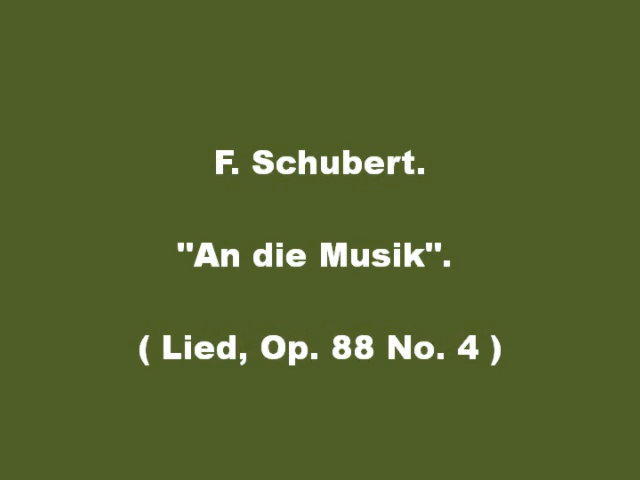 F. Schubert.
"An die Musik".
( Lied, Op. 88 No. 4 )